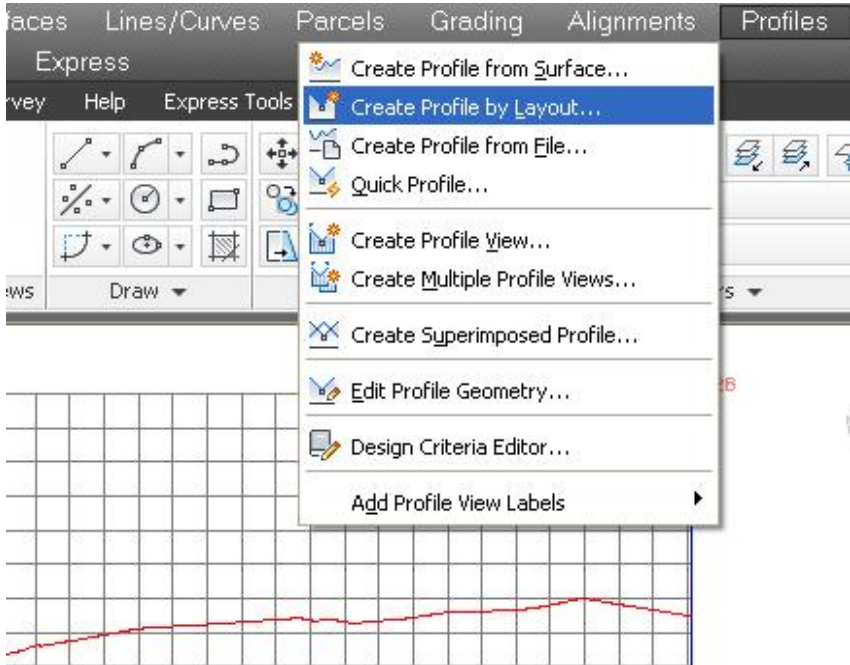 faces Lines/Curves Parcels Grading Alignments Profiles
Express
rvey Help Express Tools
Create Profile from Surface...
Create Profile by Layout...
Create Profile from File...
Quick Profile...
Create Profile View...
Create Multiple Profile Views...
ews Draw
rs
Create Superimposed Profile...
Edit Profile Geometry...
Design Criteria Editor...
Add Profile View Labels